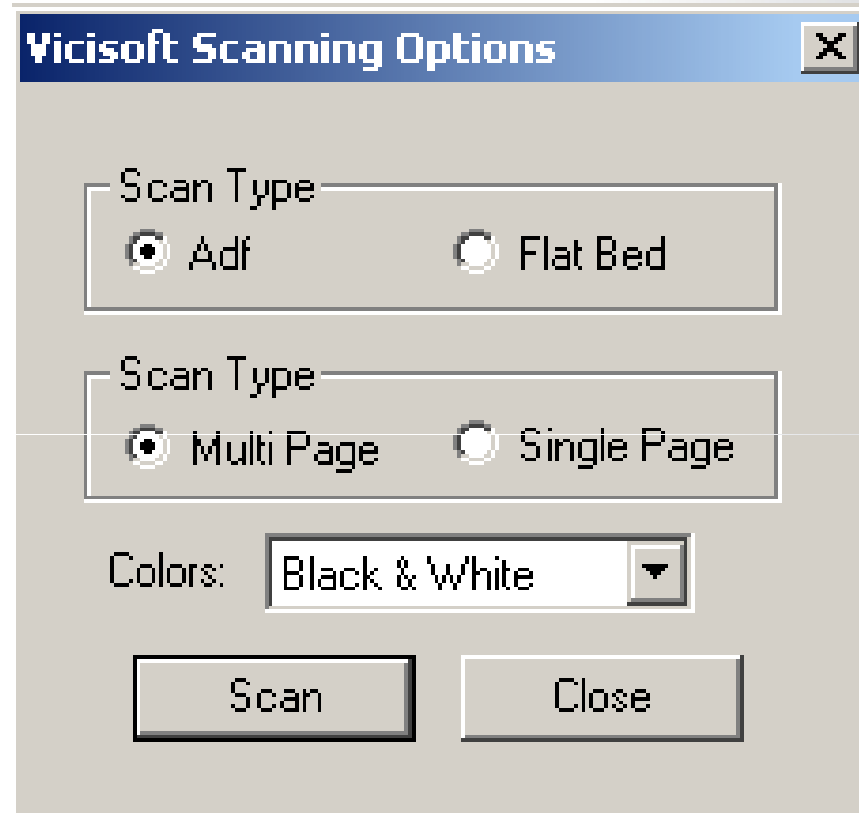 Vicisoft Scanning Options
Scan Type
Adf Flat Bed
Scan Type
Multi Page Single Page
Colors: Black & White
Scan Close